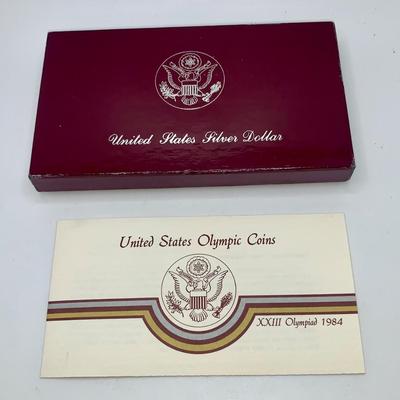 United States Silver Dollar
United States Olympic Coins
XXIII Olympiad 1984